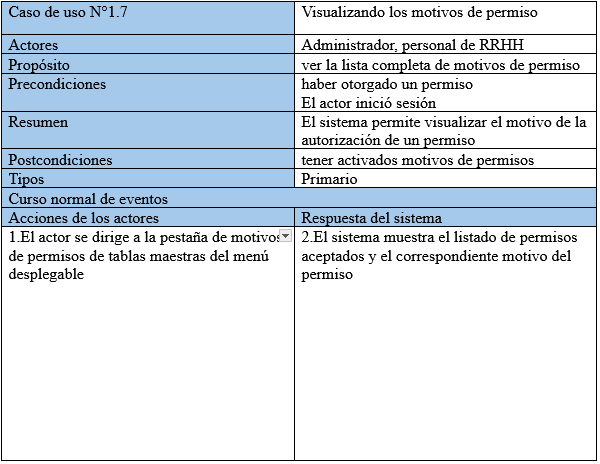 Caso de uso N°1.7
Visualizando los motivos de permiso
Actores
Administrador, personal de RRHH
Propósito
ver la lista completa de motivos de permiso
Precondiciones
haber otorgado un permiso
El actor inició sesión
Resumen
El sistema permite visualizar el motivo de la
autorización de un permiso
Postcondiciones
tener activados motivos de permisos
Tipos
Primario
Curso normal de eventos
Acciones de los actores
Respuesta del sistema
1.El actor se dirige a la pestaña de motivos
de permisos de tablas maestras del menú
desplegable
2.El sistema muestra el listado de permisos
aceptados y el correspondiente motivo del
permiso